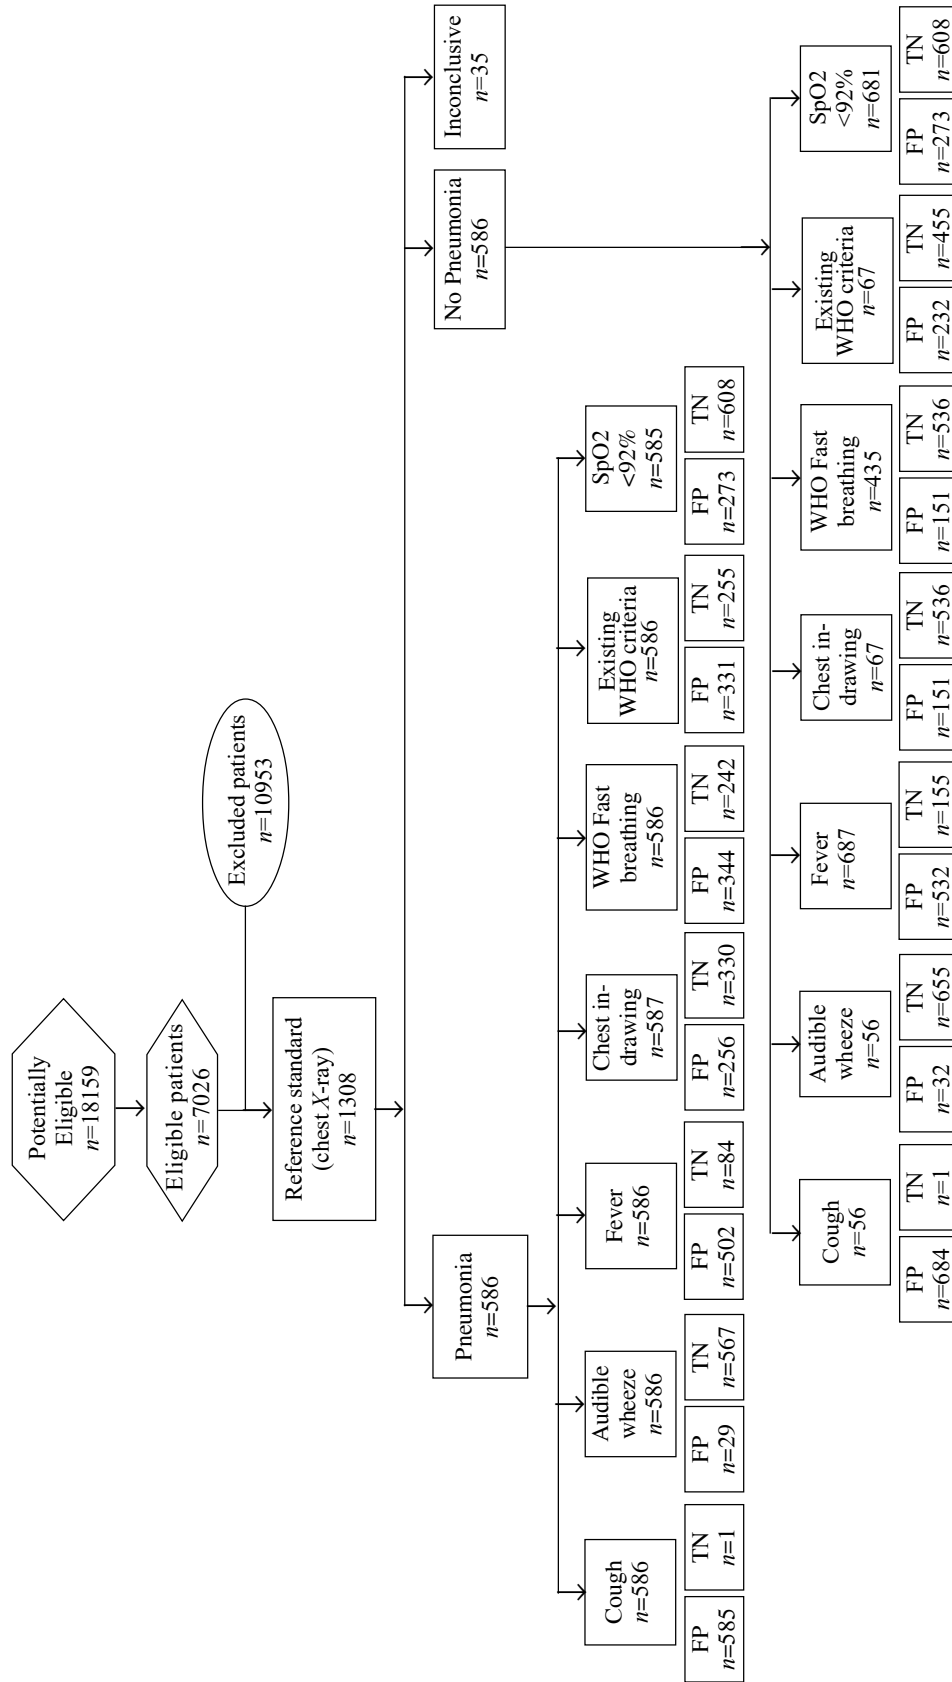 Potentially
Eligible
n=18159
Eligible patients
n=7026
Excluded patients
n=10953
Reference standard
(chest X-ray)
n=1308
Pneumonia
n=586
No Pneumonia
n=586
Inconclusive
n=35
Cough
n=586
Audible
wheeze
n=586
Fever
n=586
Chest in-
drawing
n=587
WHO Fast
breathing
n=586
Existing
WHO criteria
n=586
SpO2
<92%
n=585
FP
n=585
TN
n=1
FP
n=29
TN
n=567
FP
n=502
TN
n=84
FP
n=256
TN
n=330
FP
n=344
TN
n=242
FP
n=331
TN
n=255
FP
n=273
TN
n=608
Cough
n=56
Audible
wheeze
n=56
Fever
n=687
Chest in-
drawing
n=67
WHO Fast
breathing
n=435
Existing
WHO criteria
n=67
SpO2
<92%
n=681
FP
n=684
TN
n=1
FP
n=32
TN
n=655
FP
n=532
TN
n=155
FP
n=151
TN
n=536
FP
n=151
TN
n=536
FP
n=232
TN
n=455
FP
n=273
TN
n=608